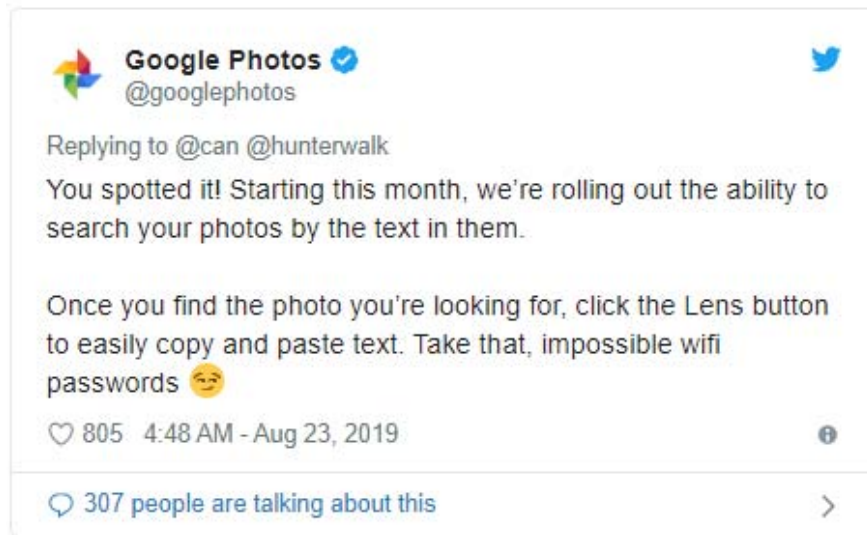 Google Photos
@googlephotos
Replying to @can @hunterwalk
You spotted it! Starting this month, we’re rolling out the ability to
search your photos by the text in them.
Once you find the photo you’re looking for, click the Lens button
to easily copy and paste text. Take that, impossible wifi
passwords 😏
805 4:48 AM - Aug 23, 2019
307 people are talking about this